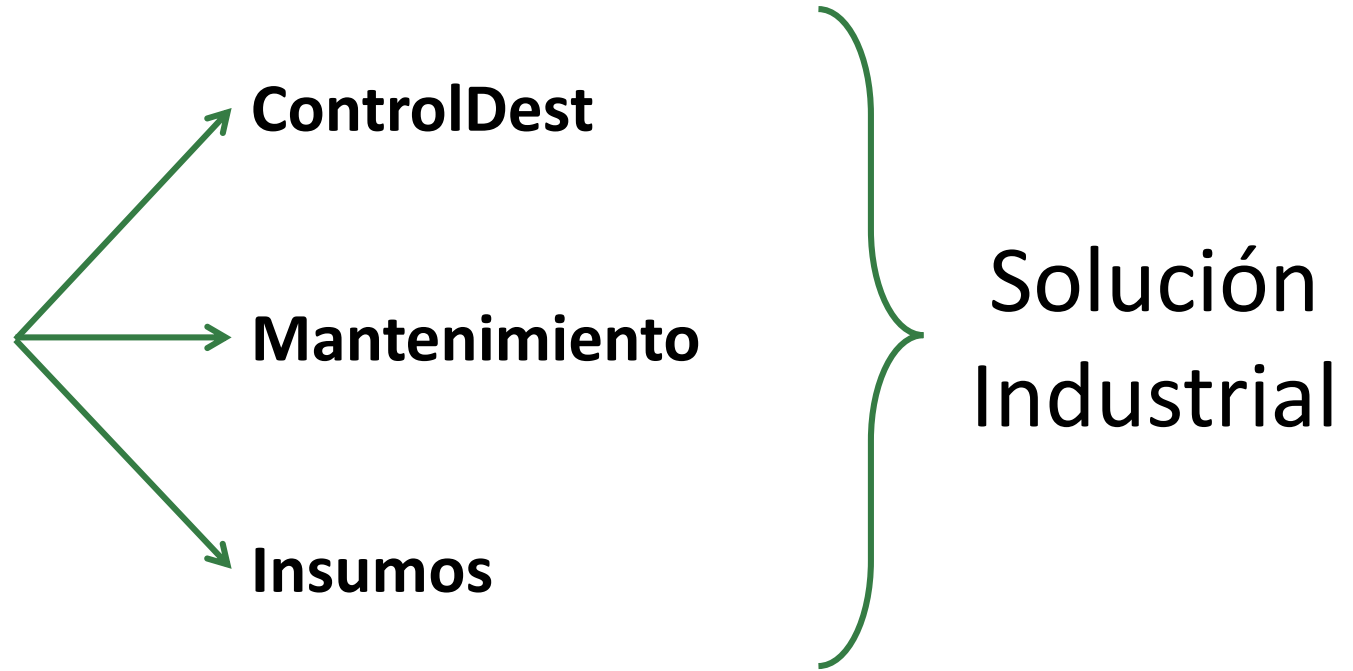 ControlDest
Mantenimiento
Insumos
Solución
Industrial